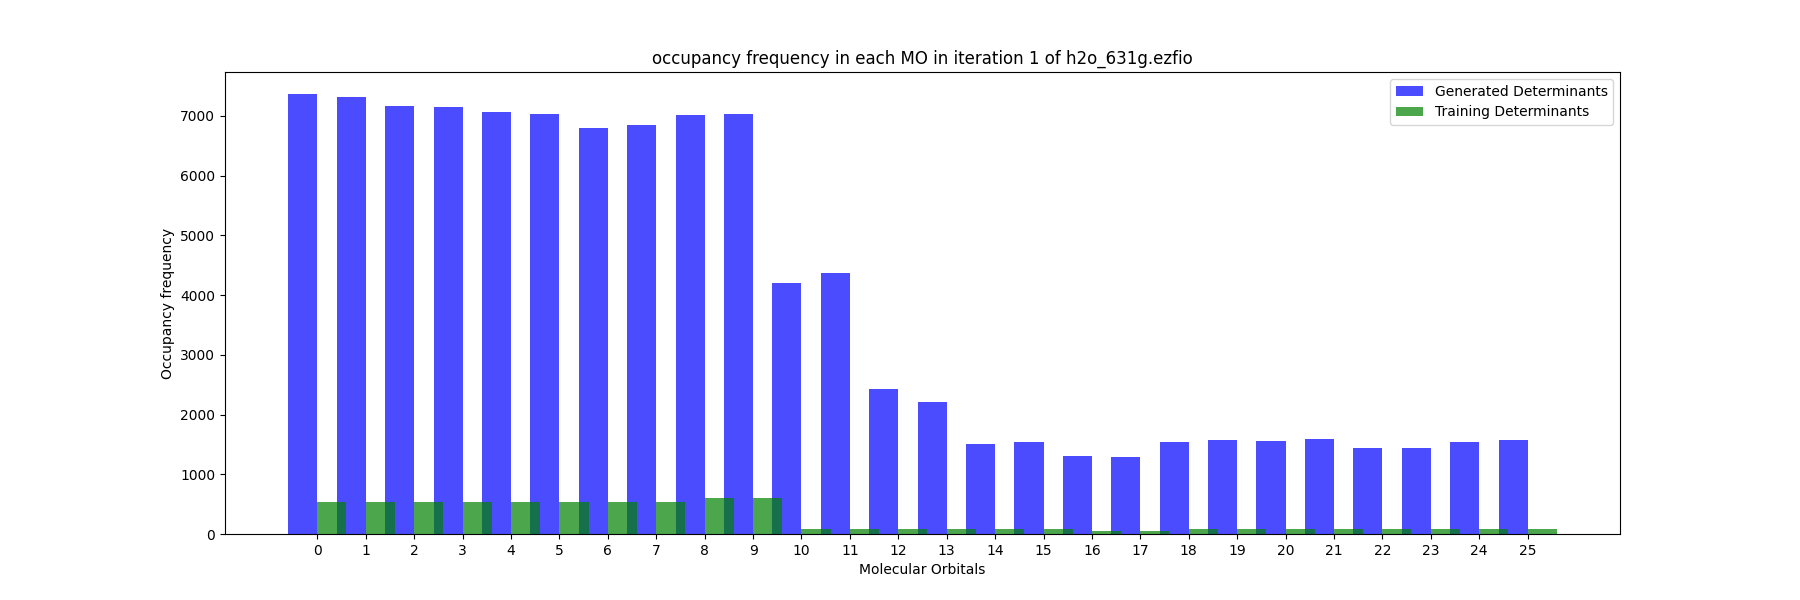 occupancy frequency in each MO in iteration 1 of h2o_631g.ezfio
Generated Determinants
Training Determinants
Occupancy frequency
7000
6000
5000
4000
3000
2000
1000
0
0 1 2 3 4 5 6 7 8 9 10 11 12 13 14 15 16 17 18 19 20 21 22 23 24 25
Molecular Orbitals